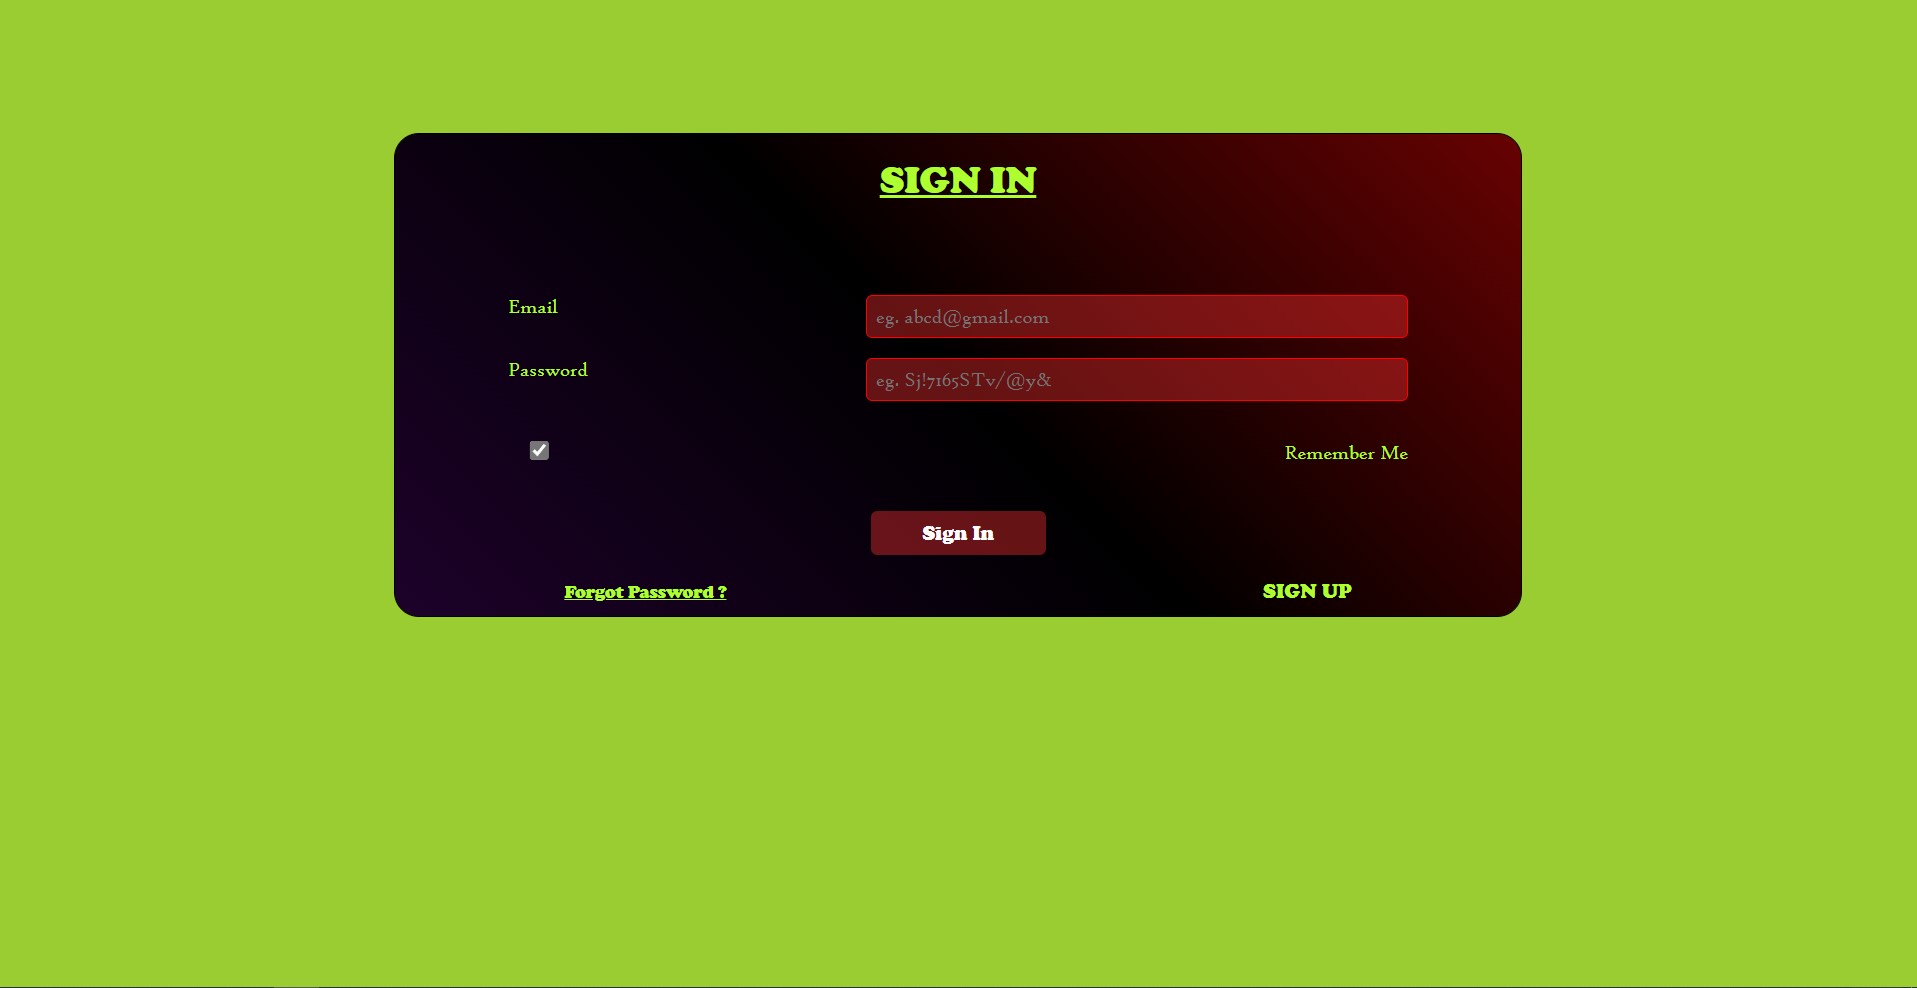 SIGN IN
Email
eg. abcd@gmail.com
Password
eg. Sj!7165STv/@y&
Remember Me
Sign In
Forgot Password ?
SIGN UP